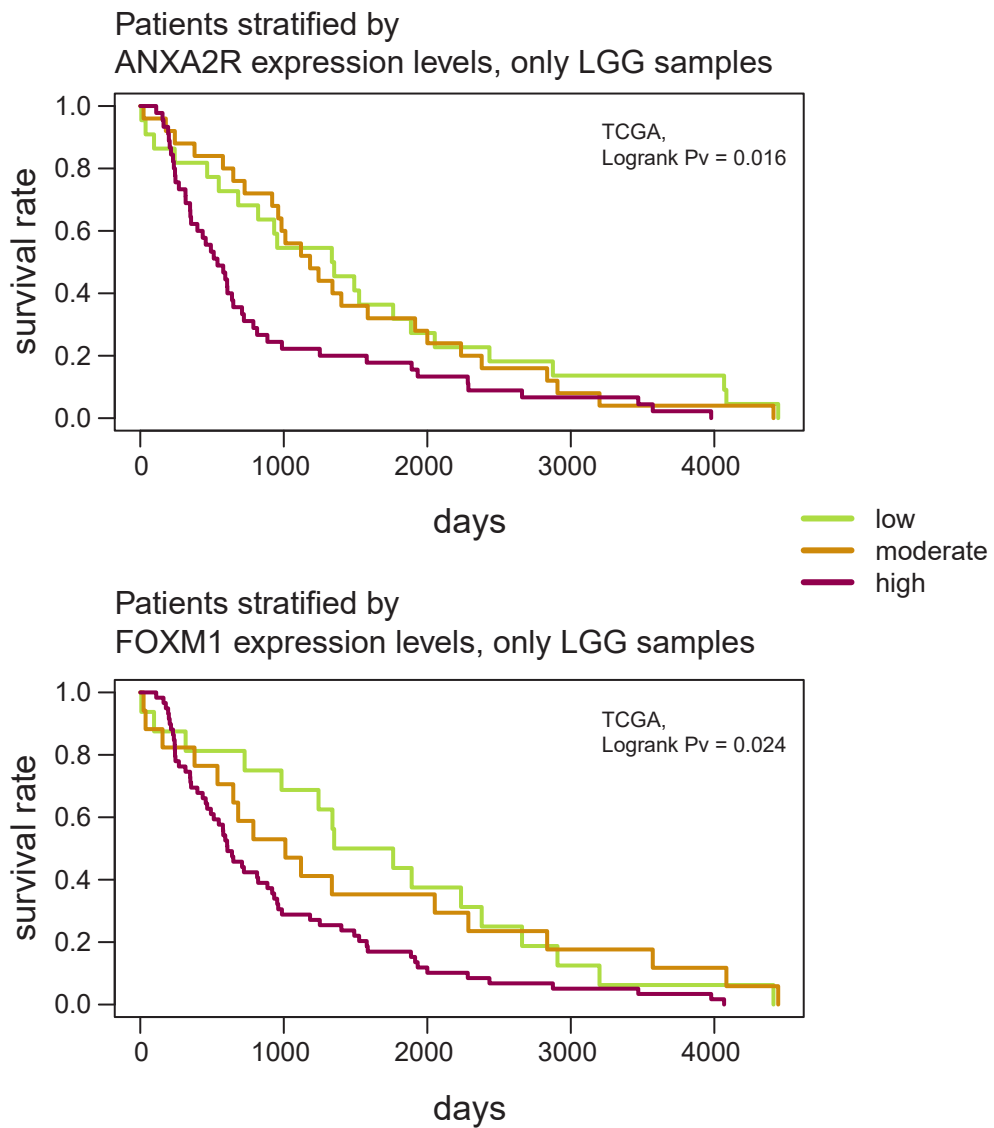 Patients stratified by
ANXA2R expression levels, only LGG samples
TCGA,
Logrank Pv = 0.016
survival rate
1.0
0.8
0.6
0.4
0.2
0.0
0 1000 2000 3000 4000
days
low
moderate
high
Patients stratified by
FOXM1 expression levels, only LGG samples
TCGA,
Logrank Pv = 0.024
survival rate
1.0
0.8
0.6
0.4
0.2
0.0
0 1000 2000 3000 4000
days